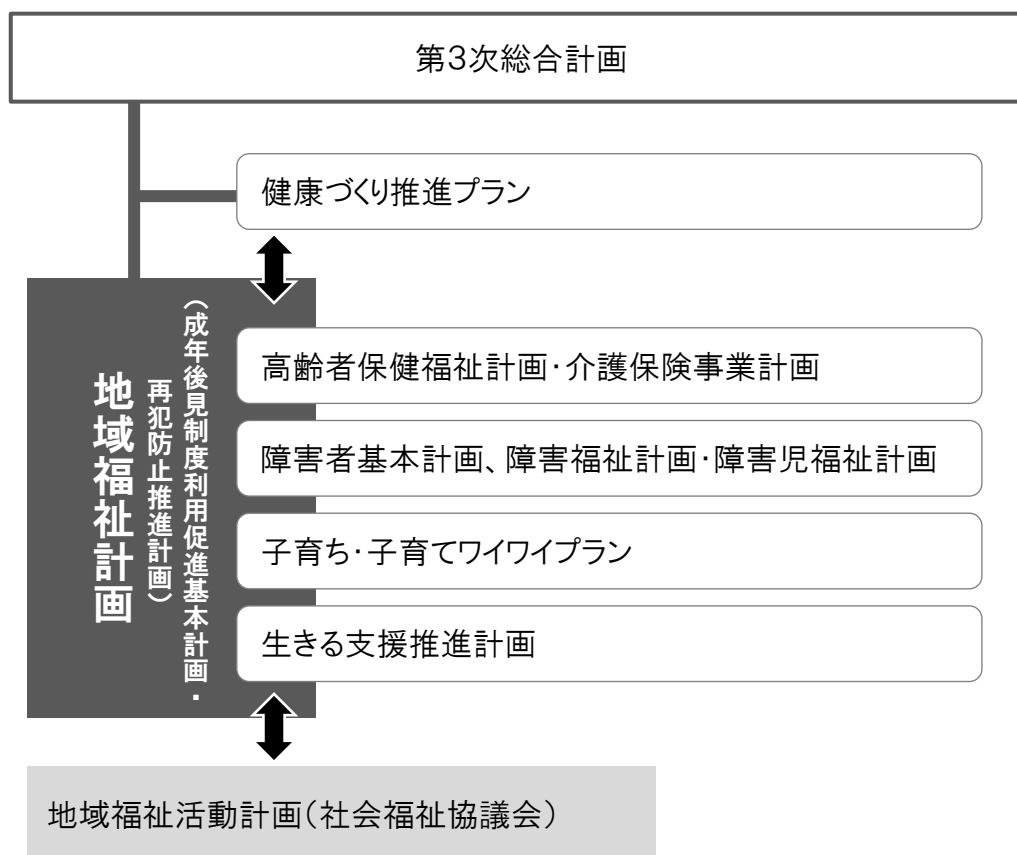 第3次総合計画
健康づくり推進プラン
地域福祉計画
（成年後見制度利用促進基本計画・
再犯防止推進計画）
高齢者保健福祉計画・介護保険事業計画
障害者基本計画、障害福祉計画・障害児福祉計画
子育ち・子育てワイワイプラン
生きる支援推進計画
地域福祉活動計画（社会福祉協議会）